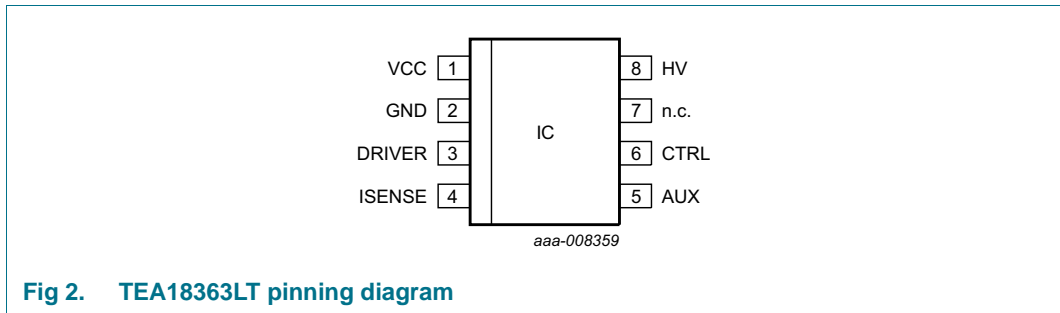 VCC 1 8 HV
GND 2 7 n.c.
IC
DRIVER 3 6 CTRL
ISENSE 4 5 AUX
aaa-008359
Fig 2. TEA18363LT pinning diagram